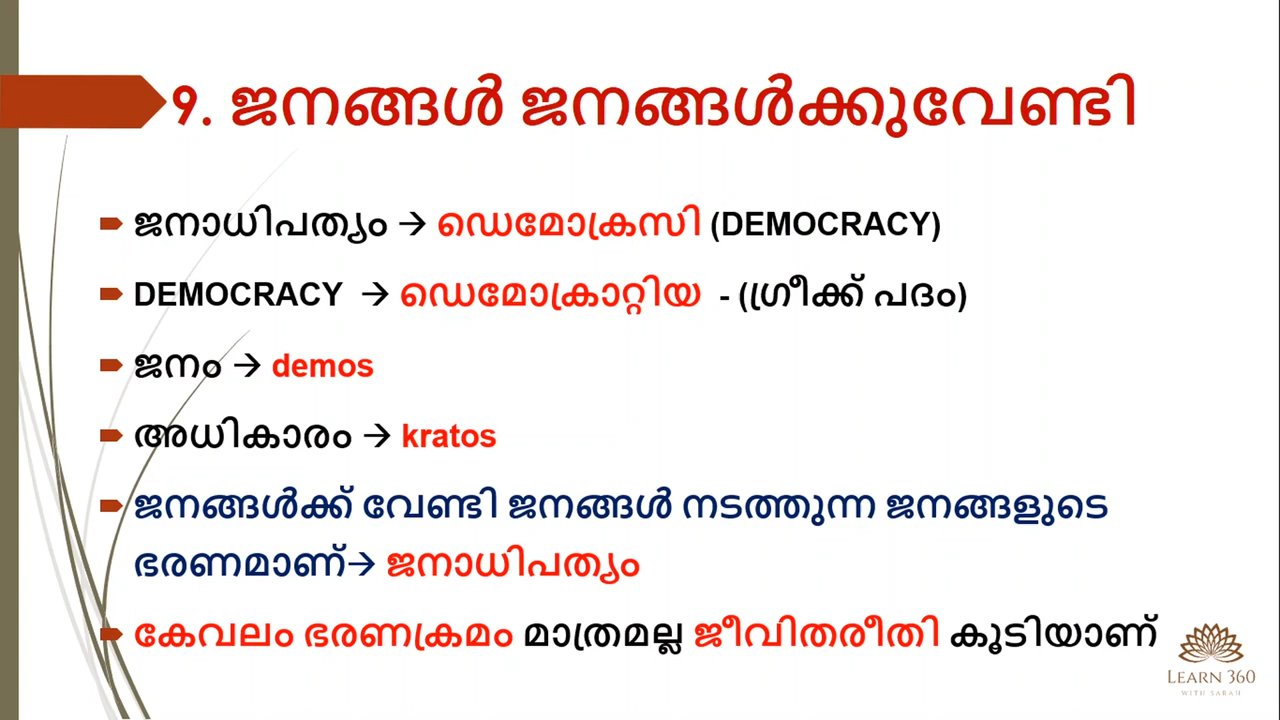 9. ജനങ്ങൾ ജനങ്ങൾക്കുവേണ്ടി
ജനാധിപത്യം → ഡെമോക്രസി (DEMOCRACY)
DEMOCRACY → ഡെമോക്രാറ്റിയ - (ഗ്രീക്ക് പദം)
ജനം → demos
അധികാരം → kratos
ജനങ്ങൾക്ക് വേണ്ടി ജനങ്ങൾ നടത്തുന്ന ജനങ്ങളുടെ
ഭരണമാണ്→ ജനാധിപത്യം
കേവലം ഭരണക്രമം മാത്രമല്ല ജീവിതരീതി കൂടിയാണ്
LEARN 360
WITH SARAH